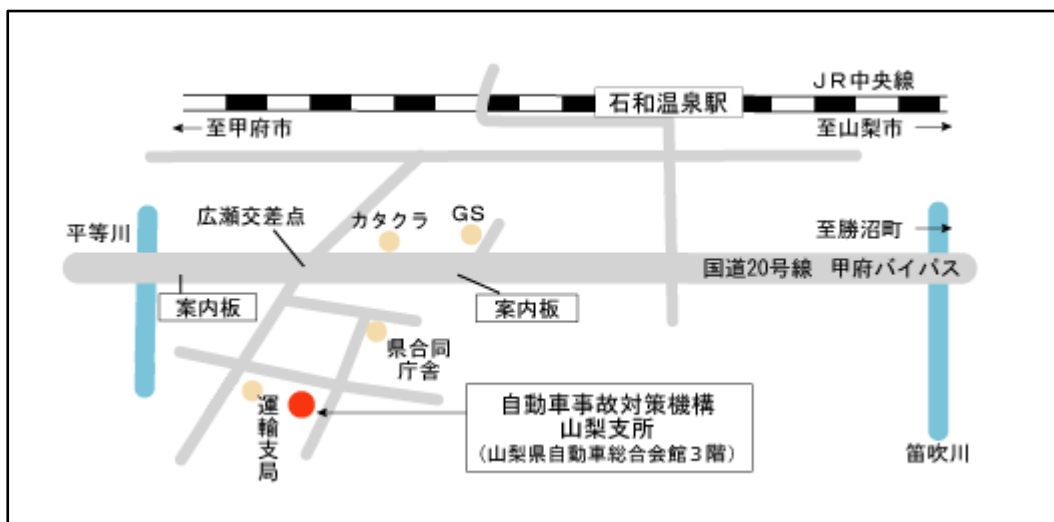 JR中央線
石和温泉駅
至甲府市
至山梨市
広瀬交差点
カタクラ
GS
平等川
至勝沼町
国道20号線 甲府バイパス
案内板
案内板
県合同
庁舎
運輸支局
自動車事故対策機構
山梨支所
(山梨県自動車総合会館3階)
笛吹川